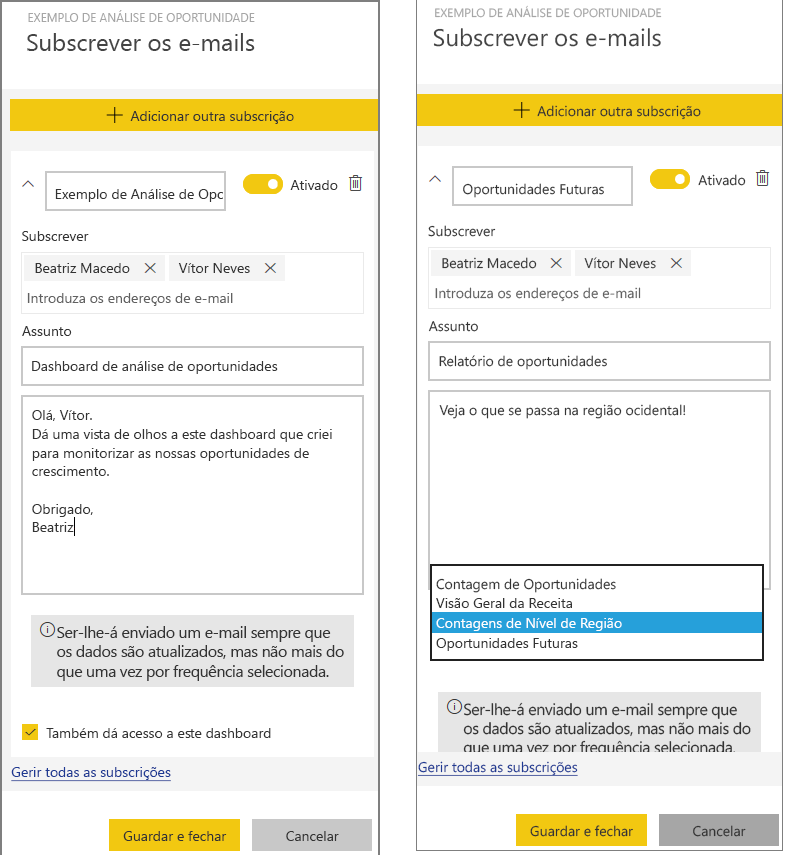 EXEMPLO DE ANÁLISE DE OPORTUNIDADE
Subscrever os e-mails
Adicionar outra subscrição
Exemplo de Análise de Opc
Ativado
Subscrever
Beatriz Macedo
Vítor Neves
Introduza os endereços de e-mail
Assunto
Dashboard de análise de oportunidades
Olá, Vítor.
Dá uma vista de olhos a este dashboard que criei
para monitorizar as nossas oportunidades de
crescimento.
Obrigado,
Beatriz
Ser-lhe-á enviado um e-mail sempre que
os dados são atualizados, mas não mais do
que uma vez por frequência selecionada.
Também dá acesso a este dashboard
Gerir todas as subscrições
Guardar e fechar
Cancelar
EXEMPLO DE ANÁLISE DE OPORTUNIDADE
Subscrever os e-mails
Adicionar outra subscrição
Oportunidades Futuras
Ativado
Subscrever
Beatriz Macedo
Vítor Neves
Introduza os endereços de e-mail
Assunto
Relatório de oportunidades
Veja o que se passa na região ocidental!
Contagem de Oportunidades
Visão Geral da Receita
Contagens de Nível de Região
Oportunidades Futuras
Ser-lhe-á enviado um e-mail sempre que
os dados são atualizados, mas não mais do
que uma vez por frequência selecionada.
Gerir todas as subscrições
Guardar e fechar
Cancelar